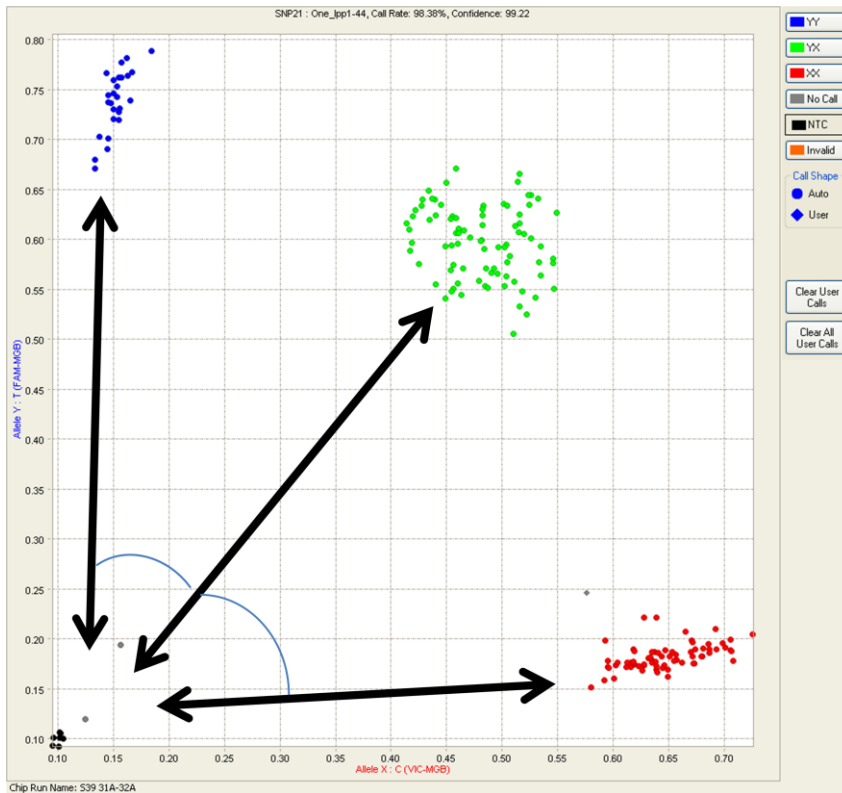 SNP21 : One_lpp1-44, Call Rate: 98.38%, Confidence: 99.22
YY
YX
XX
No Call
NTC
Invalid
Call Shape
Auto
User
Clear User
Calls
Clear All
User Calls
0.80
0.75
0.70
0.65
0.60
0.55
0.50
0.45
0.40
0.35
0.30
0.25
0.20
0.15
0.10
Allele Y : T (FAM-MGB)
0.10 0.15 0.20 0.25 0.30 0.35 0.40 0.45 0.50 0.55 0.60 0.65 0.70
Allele X : C (VIC-MGB)
Chip Run Name: S39 31A-32A